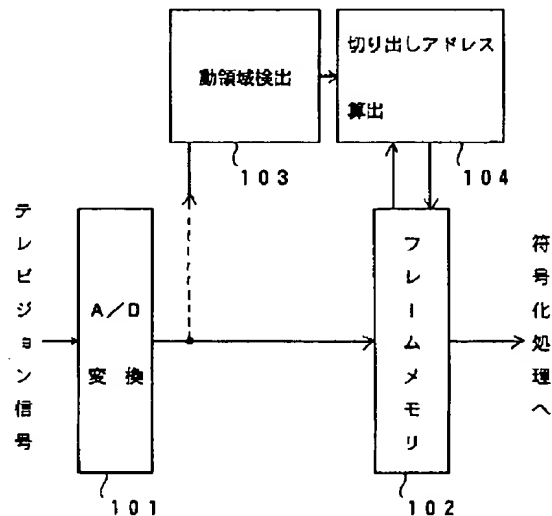 動領域検出
切り出しアドレス
算出
103
104
テレビジョン信号
A/D
変換
フレームメモリ
符号化処理へ
101
102